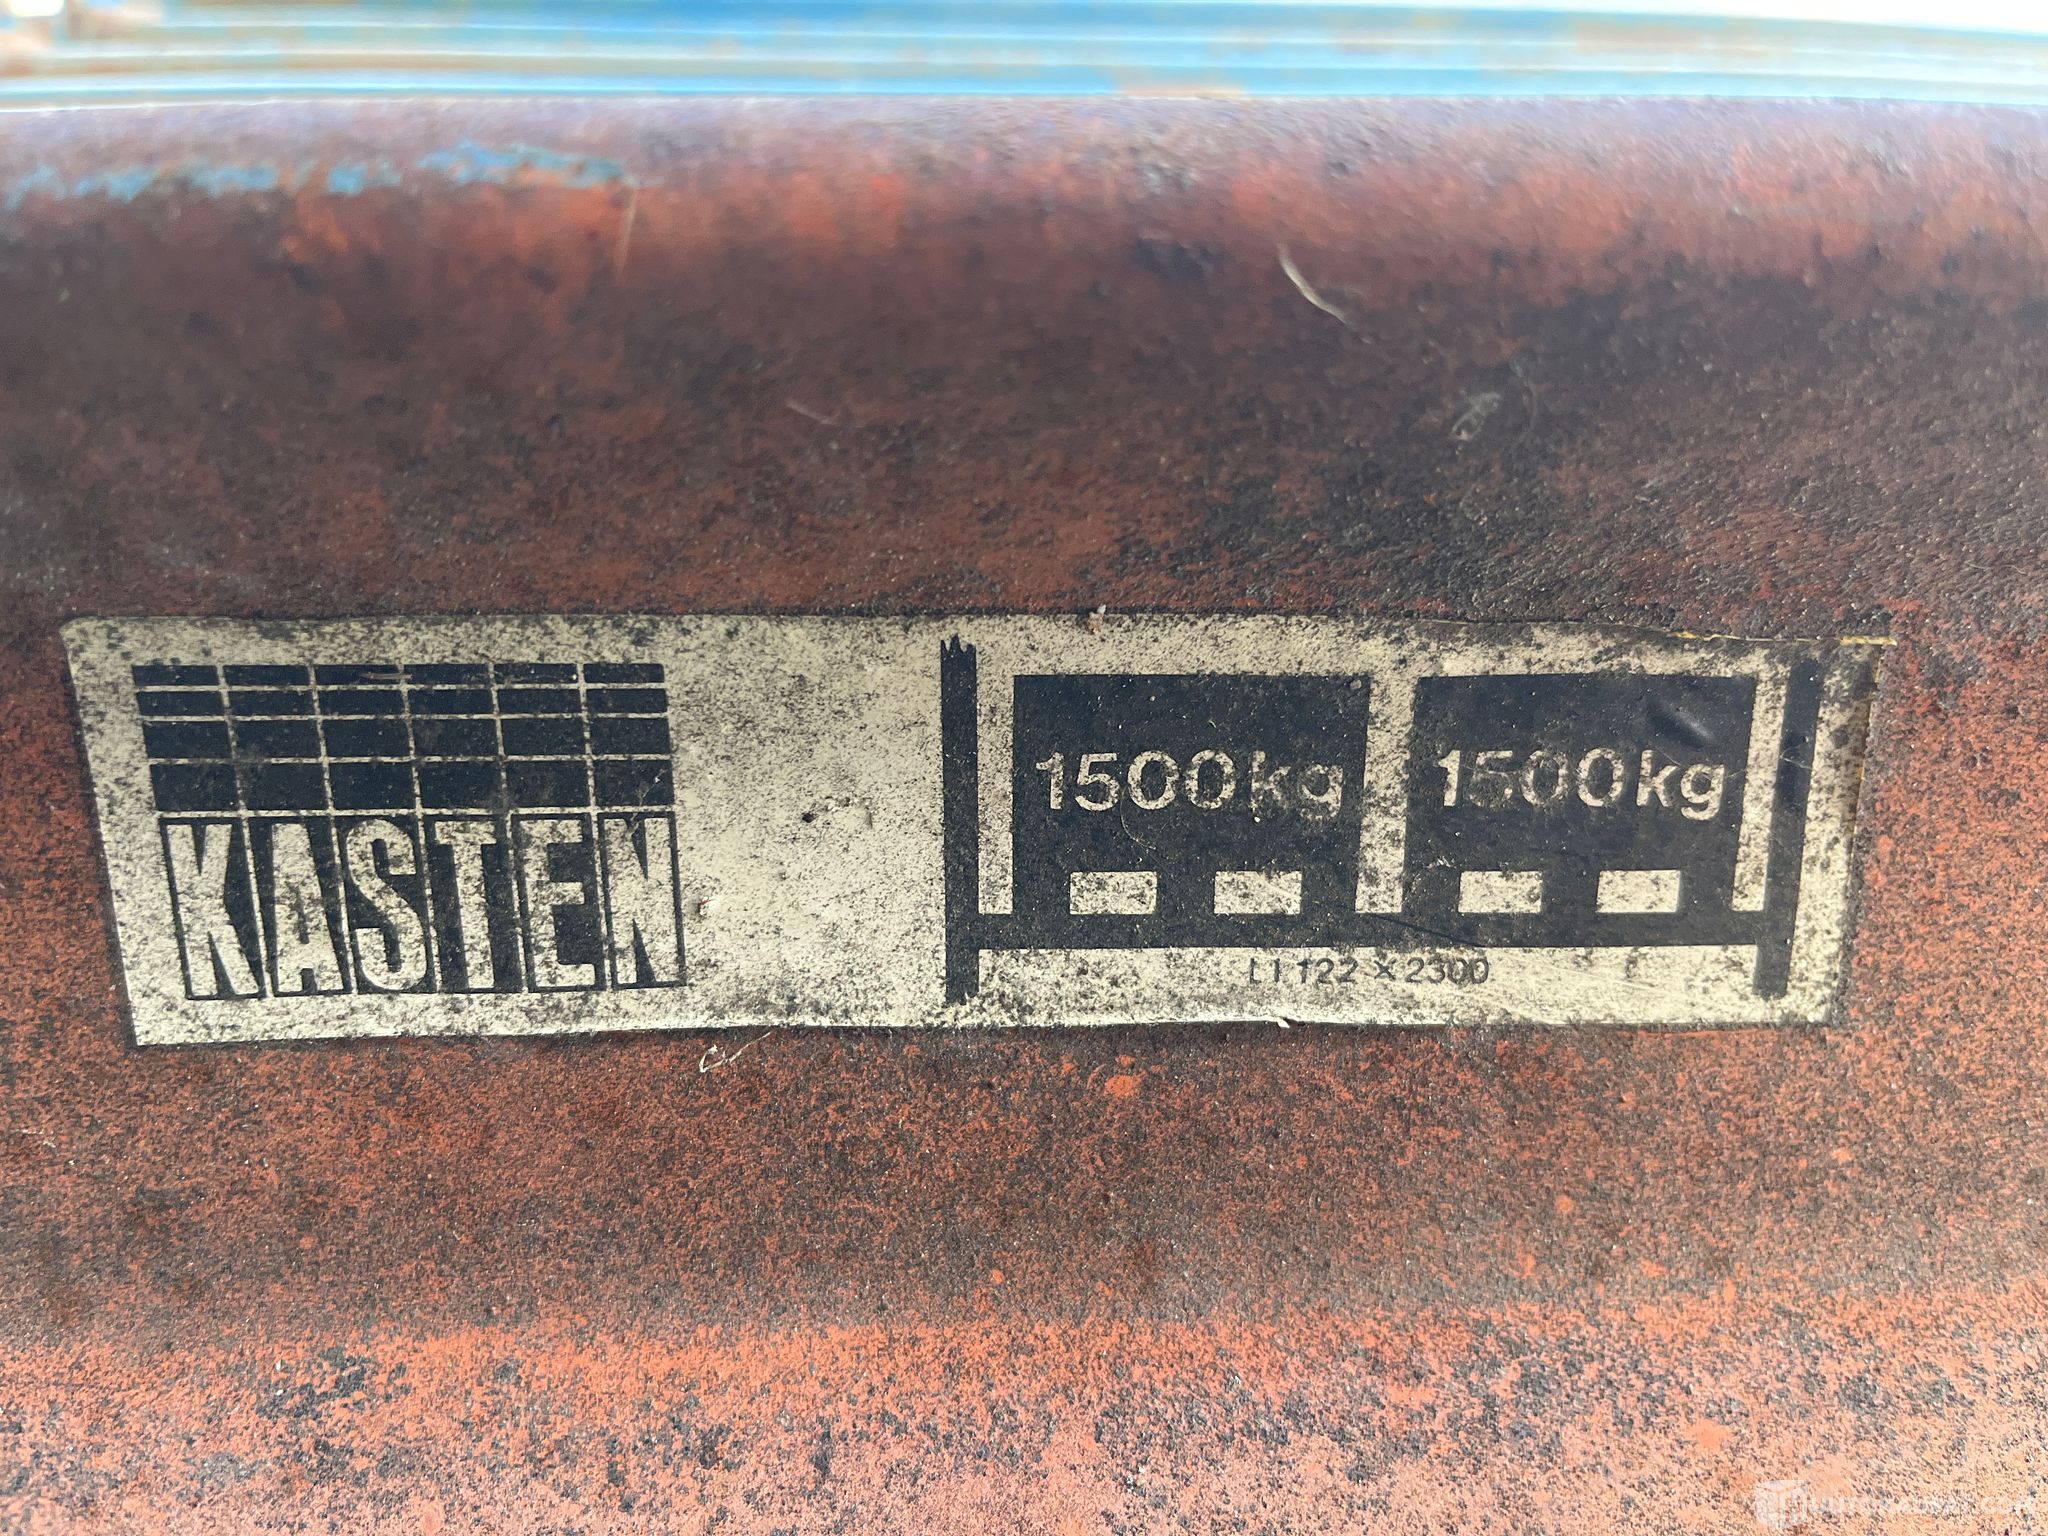 KASTEN
1500kg 1500kg
LI 122 × 2300